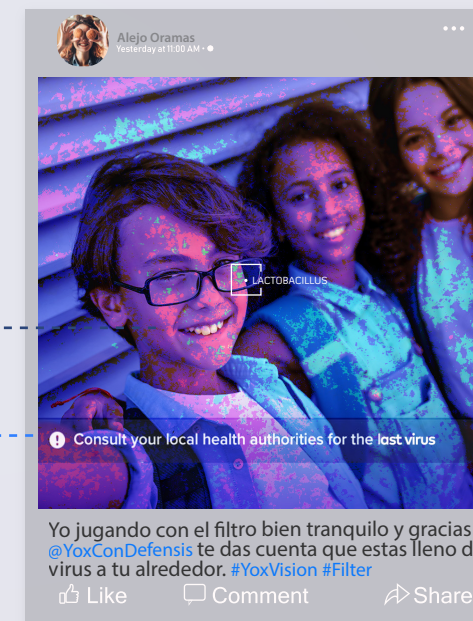 Alejo Oramas
Yesterday at 11:00 AM •
LACTOBACILLUS
Consult your local health authorities for the last virus
Yo jugando con el filtro bien tranquilo y gracias
@YoxConDefensis te das cuenta que estas lleno d
virus a tu alrededor. #YoxVision #Filter
Like Comment Share